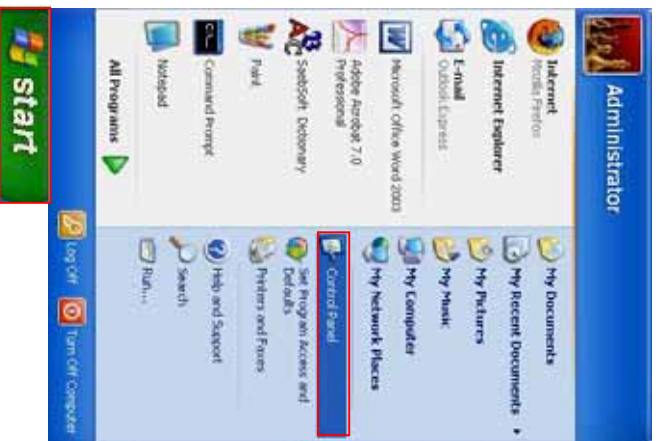 Administrator
Internet
Mozilla Firefox
Internet Explorer
E-mail
Outlook Express
Microsoft Office Word 2003
Adobe Acrobat 7.0
Professional
SaebSoft Dictionary
Paint
Command Prompt
Notepad
All Programs
My Documents
My Recent Documents
My Pictures
My Music
My Computer
My Network Places
Control Panel
Set Program Access and
Defaults
Printers and Faxes
Help and Support
Search
Run...
Log Off
Turn Off Computer
start